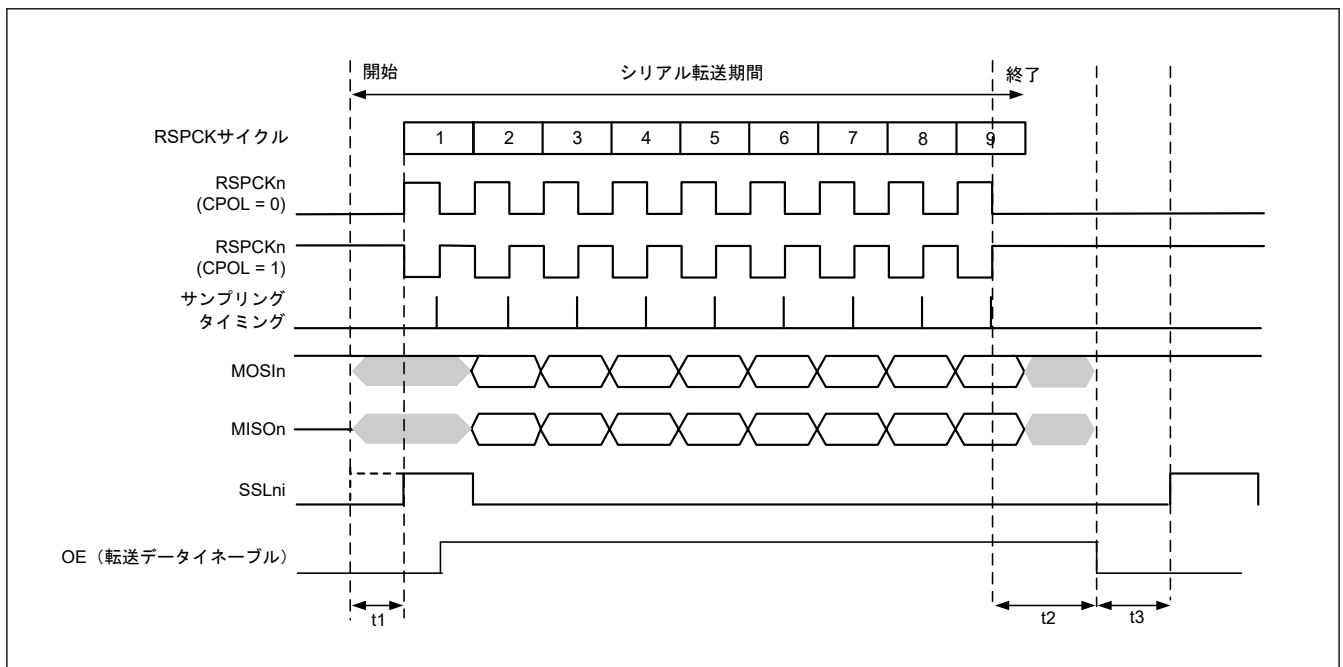 開始 シリアル転送期間 終了
RSPCKサイクル 1 2 3 4 5 6 7 8 9
RSPCKn
(CPOL = 0)
RSPCKn
(CPOL = 1)
サンプリング
タイミング
MOSIn
MISOn
SSLni
OE（転送データイネーブル）
t1 t2 t3